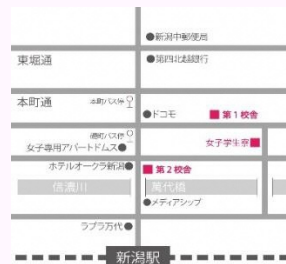 ●新潟中郵便局
東堀通
●第四北越銀行
本町通
本町バス停
●ドコモ
■第1校舎
礎町バス停
女子専用アパートドムス●
女子学生寮■
ホテルオークラ新潟●
■第2校舎
信濃川
萬代橋
●メディアシップ
ラブラ万代●
新潟駅